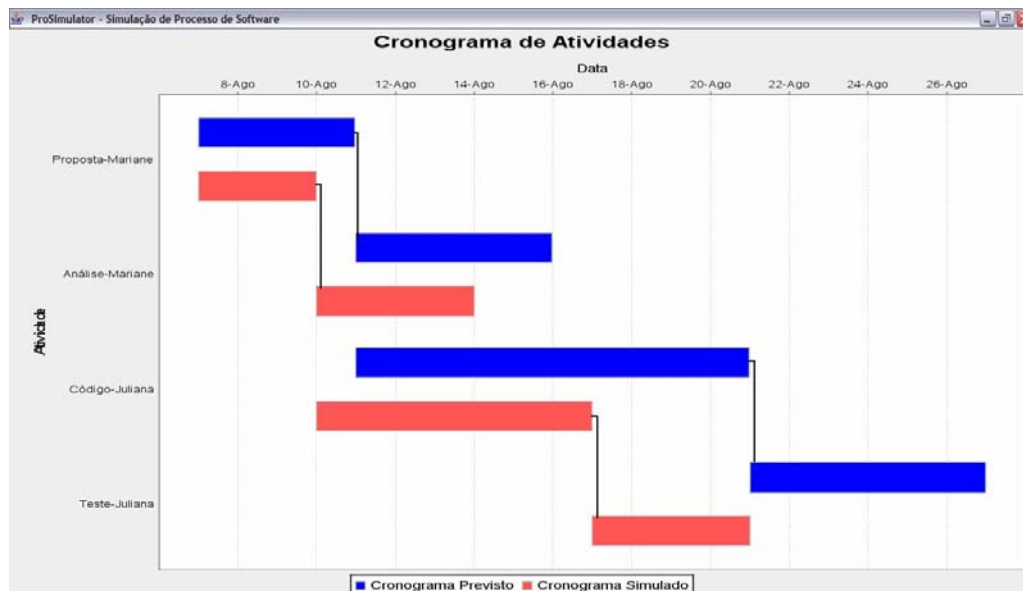 ProSimulator - Simulação de Processo de Software
Cronograma de Atividades
Data
8-Ago 10-Ago 12-Ago 14-Ago 16-Ago 18-Ago 20-Ago 22-Ago 24-Ago 26-Ago
Proposta-Mariane
Análise-Mariane
Atividade
Código-Juliana
Teste-Juliana
Cronograma Previsto Cronograma Simulado